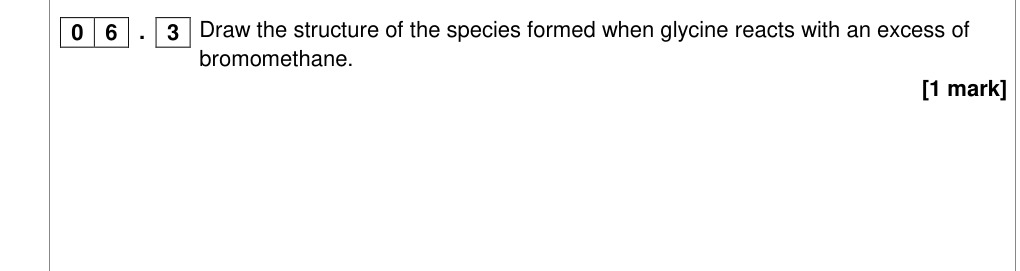 0 6 . 3 Draw the structure of the species formed when glycine reacts with an excess of
bromomethane.
[1 mark]